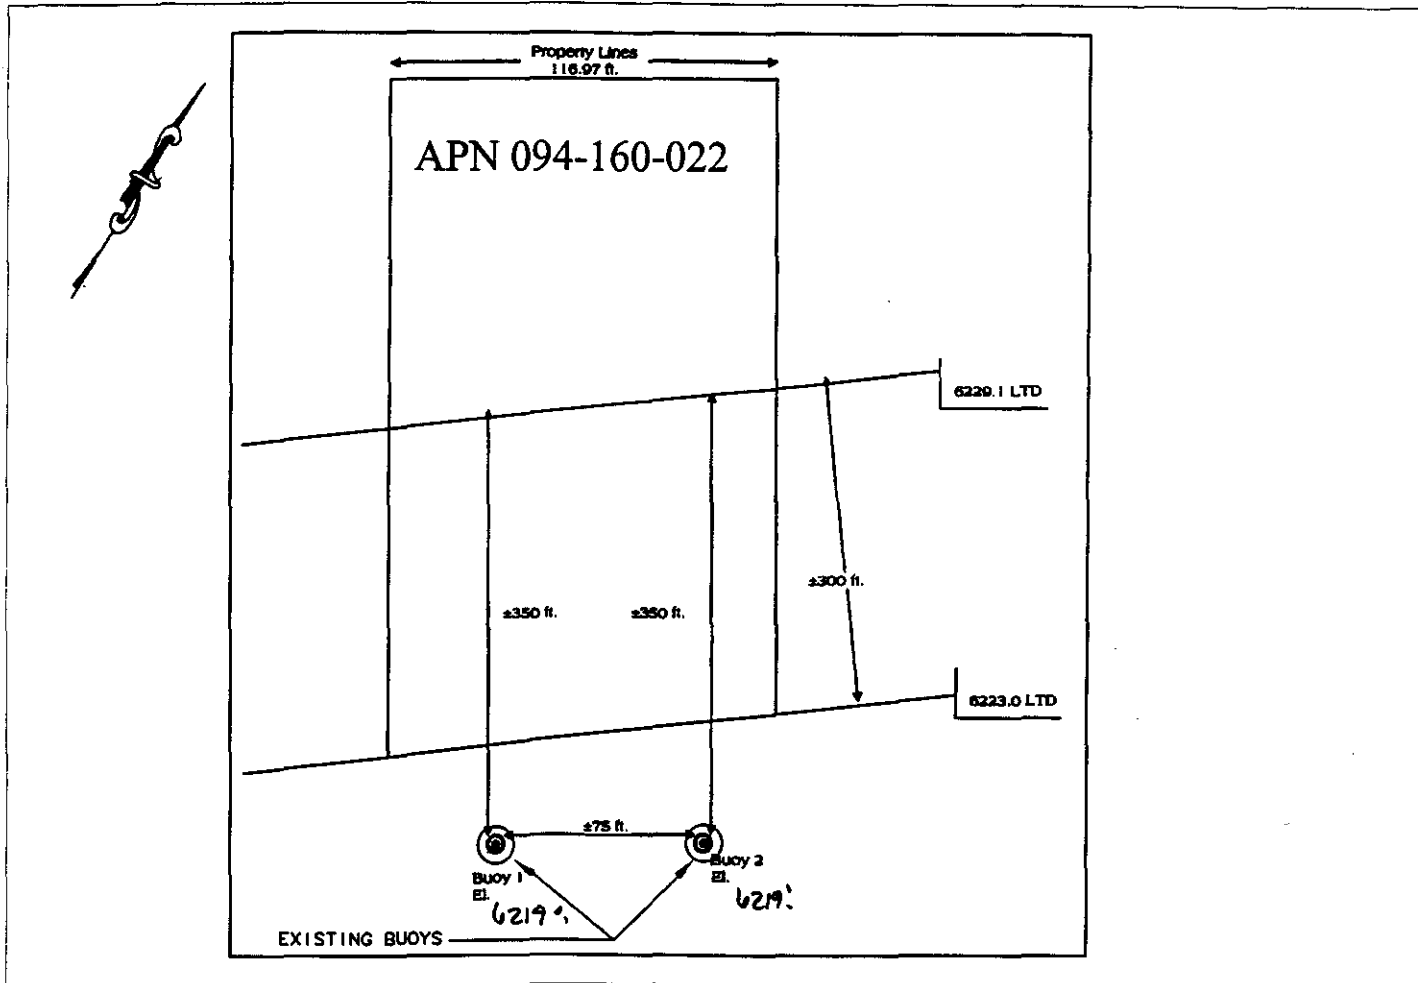 Property Lines
116.97 ft.
APN 094-160-022
6229.1 LTD
±300 ft.
±350 ft.
±350 ft.
6223.0 LTD
±75 ft.
Buoy 1
El.
6219'
Buoy 2
El.
6219'
EXISTING BUOYS